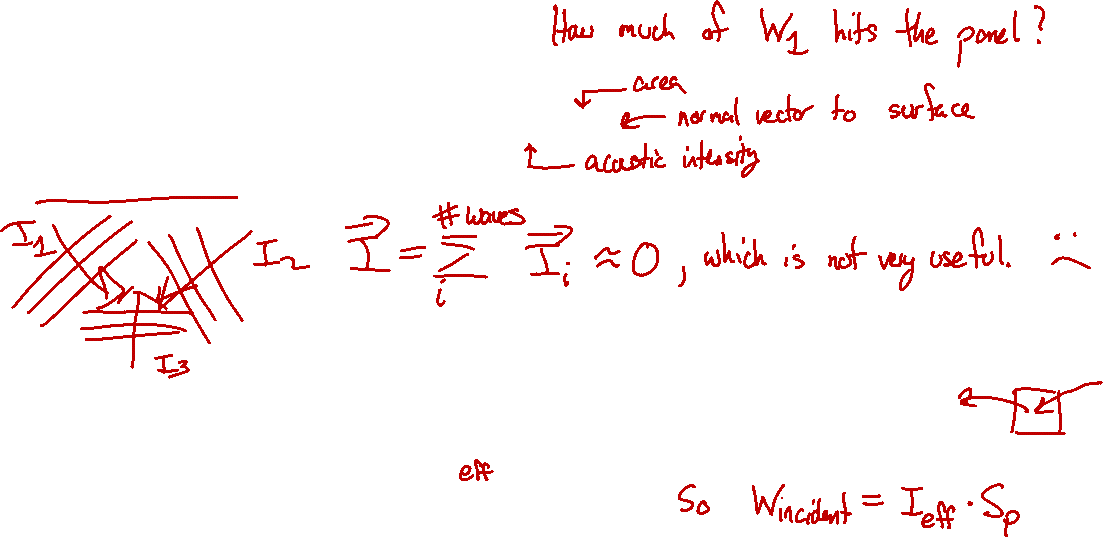 How much of W1 hits the panel?
area
normal vector to surface
acoustic intensity
# waves
I1 I2 I⃗ = Σ I⃗i ≈ 0, which is not very useful. :(
i
I3
eff
So Wincident = Ieff · Sp